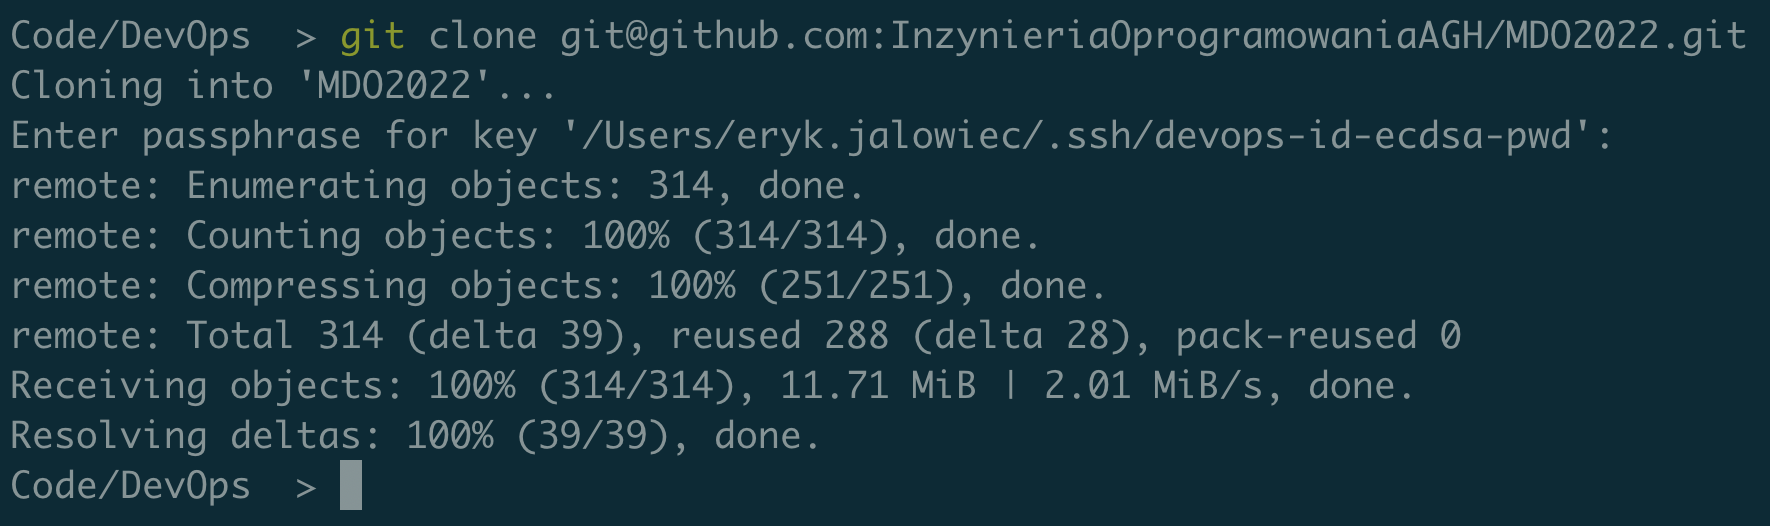 Code/DevOps  > git clone git@github.com:InzynieriaOprogramowaniaAGH/MDO2022.git
Cloning into 'MDO2022'...
Enter passphrase for key '/Users/eryk.jalowiec/.ssh/devops-id-ecdsa-pwd':
remote: Enumerating objects: 314, done.
remote: Counting objects: 100% (314/314), done.
remote: Compressing objects: 100% (251/251), done.
remote: Total 314 (delta 39), reused 288 (delta 28), pack-reused 0
Receiving objects: 100% (314/314), 11.71 MiB | 2.01 MiB/s, done.
Resolving deltas: 100% (39/39), done.
Code/DevOps  >